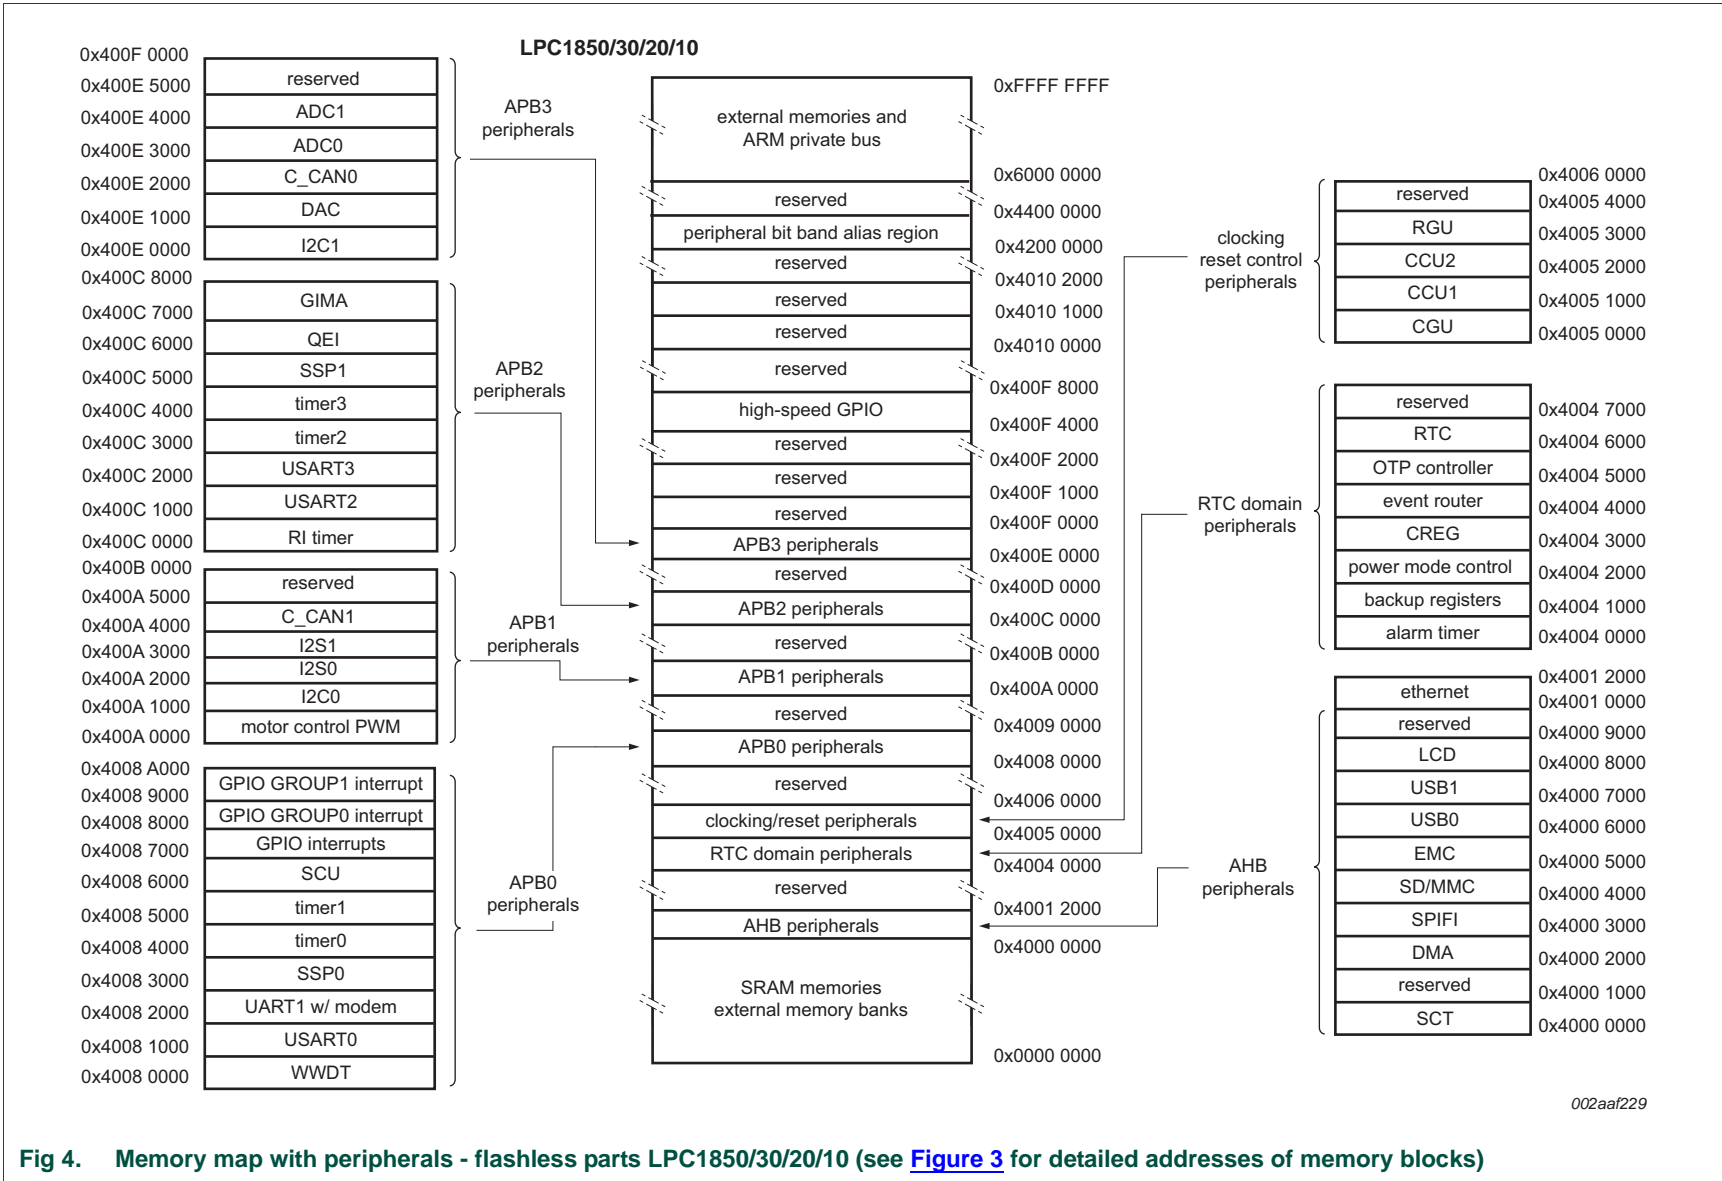 LPC1850/30/20/10
0x400F 0000
reserved
0x400E 5000
ADC1
0x400E 4000
ADC0
0x400E 3000
C_CAN0
0x400E 2000
DAC
0x400E 1000
I2C1
0x400E 0000
APB3
peripherals
0x400C 8000
GIMA
0x400C 7000
QEI
0x400C 6000
SSP1
0x400C 5000
timer3
0x400C 4000
timer2
0x400C 3000
USART3
0x400C 2000
USART2
0x400C 1000
RI timer
0x400C 0000
APB2
peripherals
0x400B 0000
reserved
0x400A 5000
C_CAN1
0x400A 4000
I2S1
0x400A 3000
I2S0
0x400A 2000
I2C0
0x400A 1000
motor control PWM
0x400A 0000
APB1
peripherals
0x4008 A000
GPIO GROUP1 interrupt
0x4008 9000
GPIO GROUP0 interrupt
0x4008 8000
GPIO interrupts
0x4008 7000
SCU
0x4008 6000
timer1
0x4008 5000
timer0
0x4008 4000
SSP0
0x4008 3000
UART1 w/ modem
0x4008 2000
USART0
0x4008 1000
WWDT
0x4008 0000
APB0
peripherals
0xFFFF FFFF
external memories and
ARM private bus
0x6000 0000
reserved
0x4400 0000
peripheral bit band alias region
0x4200 0000
reserved
0x4010 2000
reserved
0x4010 1000
reserved
0x4010 0000
reserved
0x400F 8000
high-speed GPIO
0x400F 4000
reserved
0x400F 2000
reserved
0x400F 1000
reserved
0x400F 0000
APB3 peripherals
0x400E 0000
reserved
0x400D 0000
APB2 peripherals
0x400C 0000
reserved
0x400B 0000
APB1 peripherals
0x400A 0000
reserved
0x4009 0000
APB0 peripherals
0x4008 0000
reserved
0x4006 0000
clocking/reset peripherals
0x4005 0000
RTC domain peripherals
0x4004 0000
reserved
0x4001 2000
AHB peripherals
0x4000 0000
SRAM memories
external memory banks
0x0000 0000
clocking
reset control
peripherals
0x4006 0000
reserved
0x4005 4000
RGU
0x4005 3000
CCU2
0x4005 2000
CCU1
0x4005 1000
CGU
0x4005 0000
RTC domain
peripherals
reserved
0x4004 7000
RTC
0x4004 6000
OTP controller
0x4004 5000
event router
0x4004 4000
CREG
0x4004 3000
power mode control
0x4004 2000
backup registers
0x4004 1000
alarm timer
0x4004 0000
AHB
peripherals
0x4001 2000
ethernet
0x4001 0000
reserved
0x4000 9000
LCD
0x4000 8000
USB1
0x4000 7000
USB0
0x4000 6000
EMC
0x4000 5000
SD/MMC
0x4000 4000
SPIFI
0x4000 3000
DMA
0x4000 2000
reserved
0x4000 1000
SCT
0x4000 0000
002aaf229
Fig 4. Memory map with peripherals - flashless parts LPC1850/30/20/10 (see Figure 3 for detailed addresses of memory blocks)